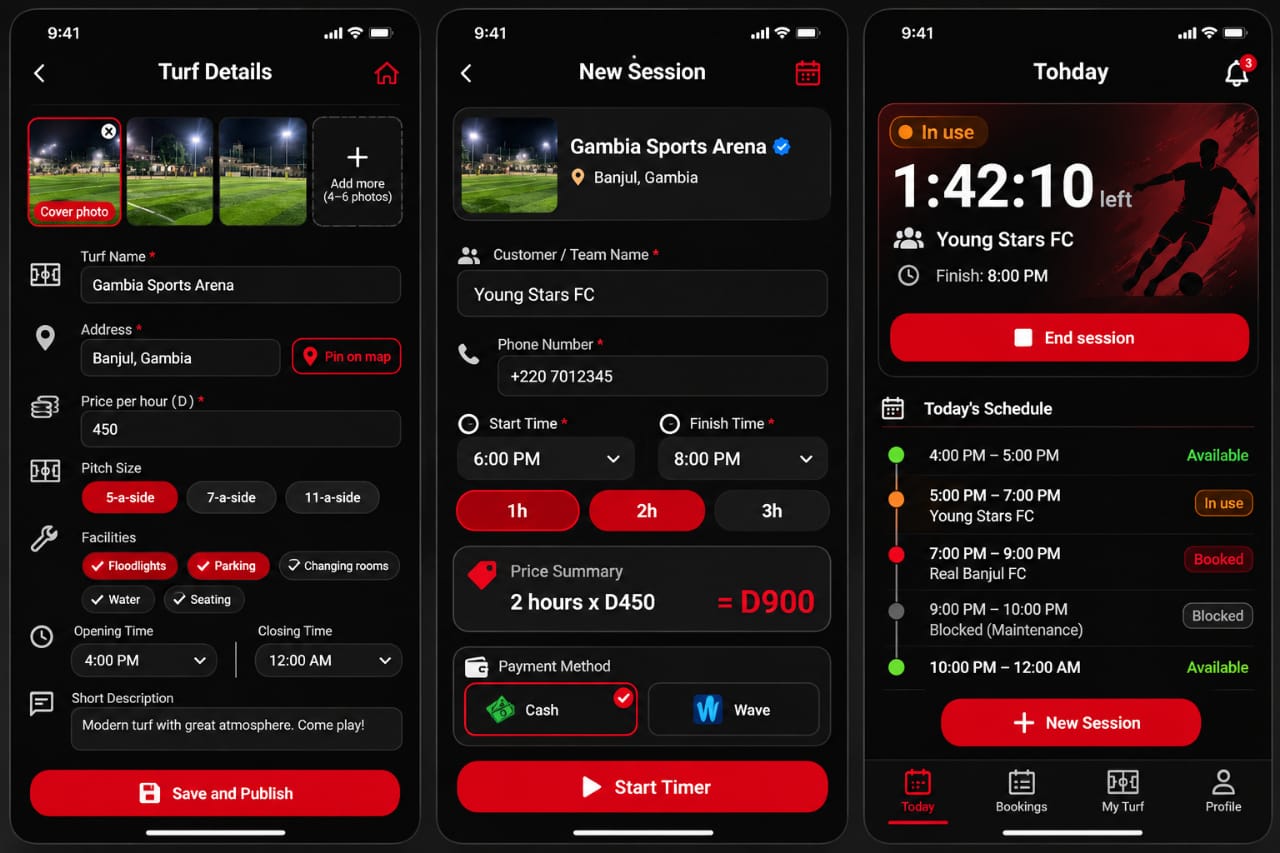 9:41
Turf Details
Cover photo
Add more
(4–6 photos)
Turf Name *
Gambia Sports Arena
Address *
Banjul, Gambia
Pin on map
Price per hour (D) *
450
Pitch Size
5-a-side
7-a-side
11-a-side
Facilities
Floodlights
Parking
Changing rooms
Water
Seating
Opening Time
Closing Time
4:00 PM
12:00 AM
Short Description
Modern turf with great atmosphere. Come play!
Save and Publish
9:41
New Session
Gambia Sports Arena
Banjul, Gambia
Customer / Team Name *
Young Stars FC
Phone Number *
+220 7012345
Start Time *
Finish Time *
6:00 PM
8:00 PM
1h
2h
3h
Price Summary
2 hours x D450
= D900
Payment Method
Cash
W
Wave
Start Timer
9:41
Tohday
3
In use
1:42:10 left
Young Stars FC
Finish: 8:00 PM
End session
Today's Schedule
4:00 PM – 5:00 PM
Available
5:00 PM – 7:00 PM
Young Stars FC
In use
7:00 PM – 9:00 PM
Real Banjul FC
Booked
9:00 PM – 10:00 PM
Blocked (Maintenance)
Blocked
10:00 PM – 12:00 AM
Available
New Session
Today
Bookings
My Turf
Profile